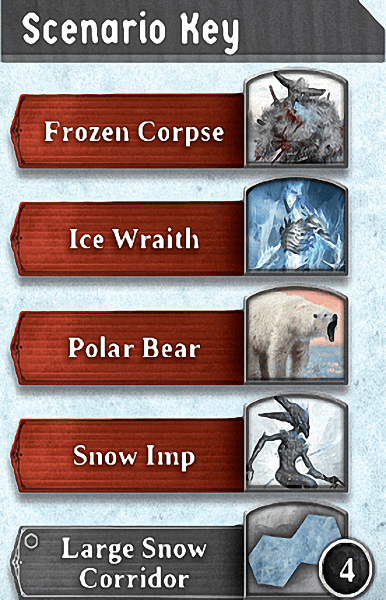 Scenario Key
Frozen Corpse
Ice Wraith
Polar Bear
Snow Imp
Large Snow
Corridor
4